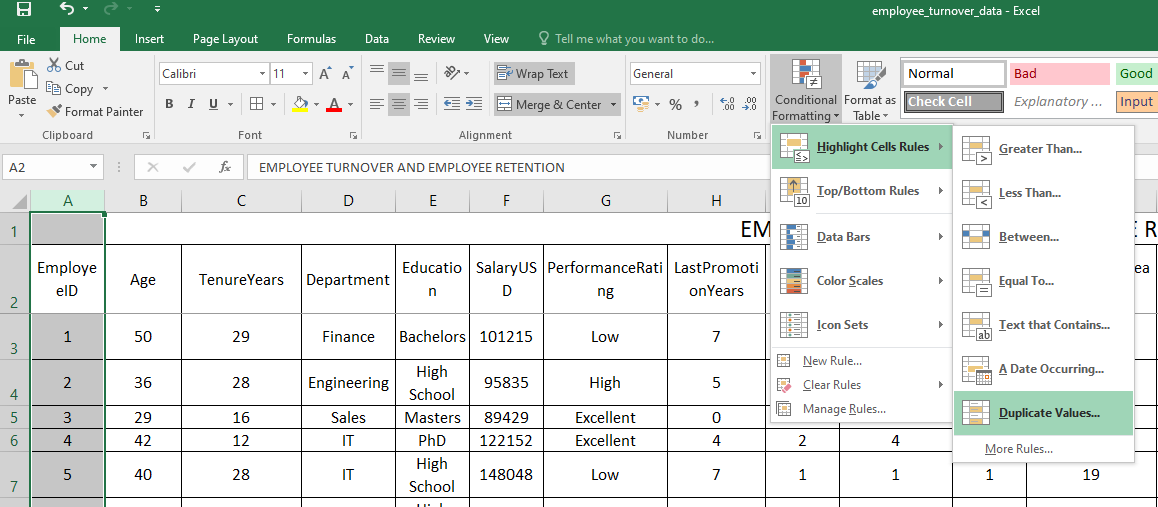 employee_turnover_data - Excel
File Home Insert Page Layout Formulas Data Review View Tell me what you want to do...
Paste
Cut
Copy
Format Painter
Calibri 11
B I U
Wrap Text
Merge & Center
General
% ,
Conditional Formatting
Format as Table
Normal Bad Good
Check Cell Explanatory ... Input
Clipboard Font Alignment Number
A2 fx EMPLOYEE TURNOVER AND EMPLOYEE RETENTION
A B C D E F G H
1 EM E R
2 EmployeeID Age TenureYears Department Education SalaryUSD PerformanceRating LastPromotionYears ea
3 1 50 29 Finance Bachelors 101215 Low 7
4 2 36 28 Engineering High School 95835 High 5
5 3 29 16 Sales Masters 89429 Excellent 0
6 4 42 12 IT PhD 122152 Excellent 4 2 4
7 5 40 28 IT High School 148048 Low 7 1 1 1 19
Highlight Cells Rules
Top/Bottom Rules
Data Bars
Color Scales
Icon Sets
New Rule...
Clear Rules
Manage Rules...
Greater Than...
Less Than...
Between...
Equal To...
Text that Contains...
A Date Occurring...
Duplicate Values...
More Rules...